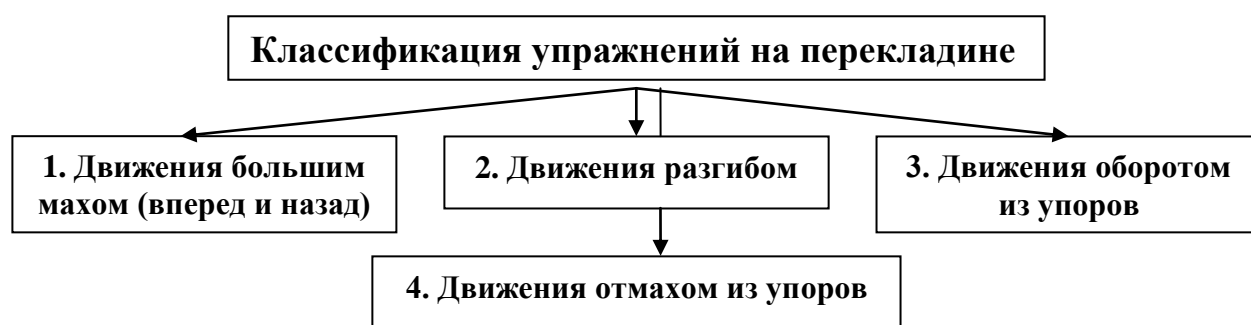 Классификация упражнений на перекладине
1. Движения большим
махом (вперед и назад)
2. Движения разгибом
3. Движения оборотом
из упоров
4. Движения отмахом из упоров